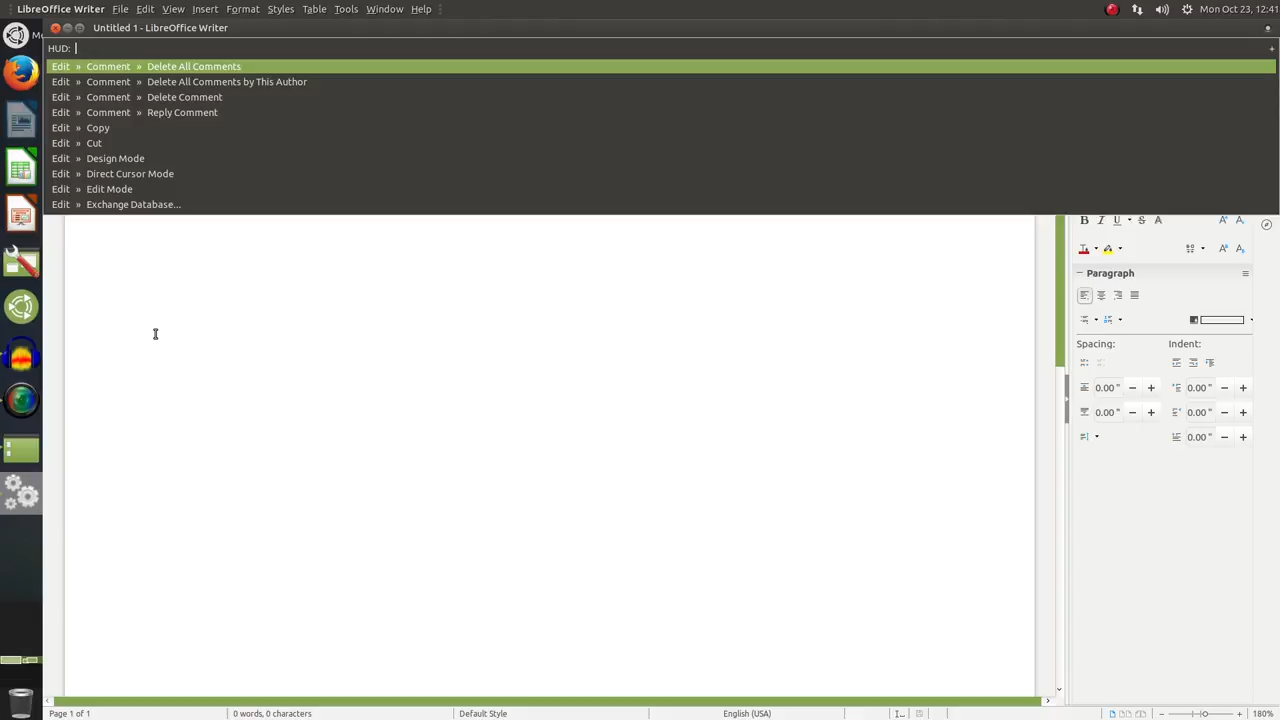 LibreOffice Writer File Edit View Insert Format Styles Table Tools Window Help Mon Oct 23, 12:41
Untitled 1 - LibreOffice Writer
HUD:
Edit » Comment » Delete All Comments
Edit » Comment » Delete All Comments by This Author
Edit » Comment » Delete Comment
Edit » Comment » Reply Comment
Edit » Copy
Edit » Cut
Edit » Design Mode
Edit » Direct Cursor Mode
Edit » Edit Mode
Edit » Exchange Database...
Paragraph
Spacing: Indent:
0.00 " 0.00 "
0.00 " 0.00 "
0.00 "
Page 1 of 1 0 words, 0 characters Default Style English (USA) 180%